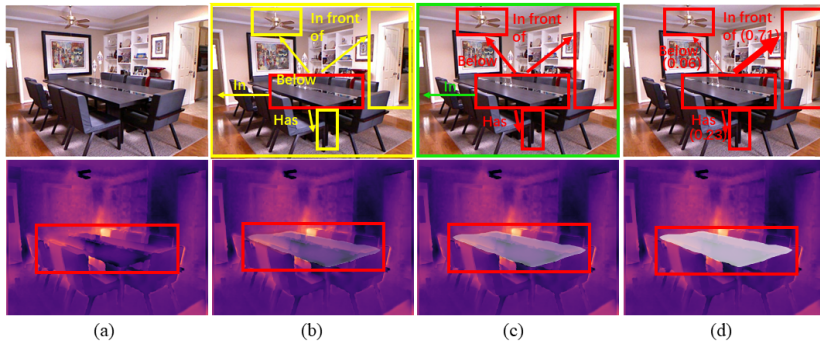 In front
of
Below
In
Has
In front
of
Below
In
Has
In front
of (0.71)
Below
(0.06)
Has
(0.23)
(a)
(b)
(c)
(d)